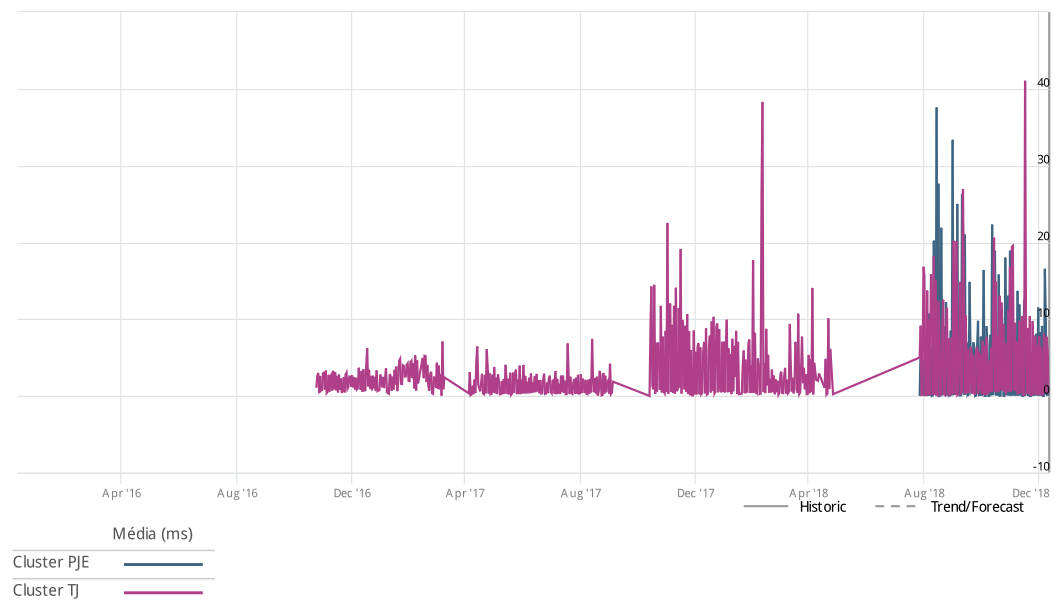 40
30
20
10
0
-10
Apr '16 Aug '16 Dec '16 Apr '17 Aug '17 Dec '17 Apr '18 Aug '18 Dec '18
Historic Trend/Forecast
Média (ms)
Cluster PJE
Cluster TJ